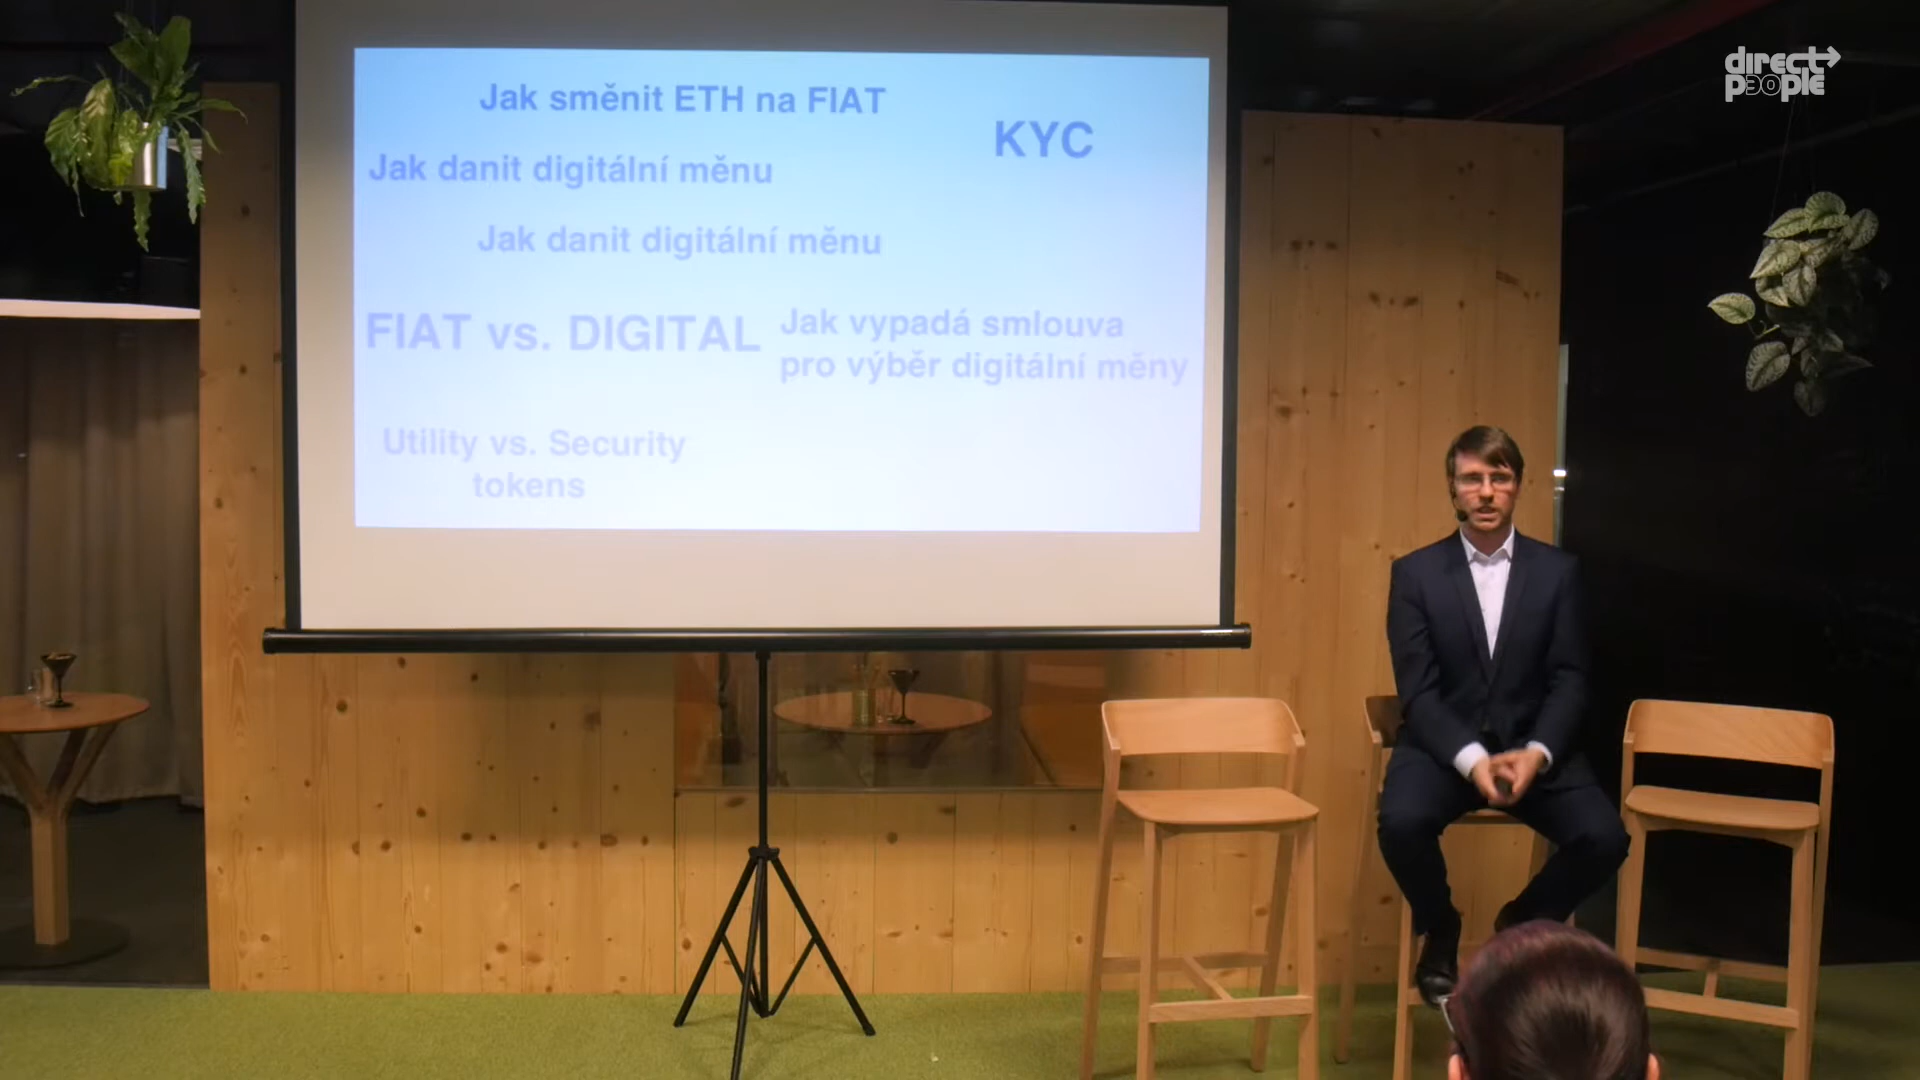 Jak směnit ETH na FIAT
KYC
Jak danit digitální měnu
Jak danit digitální měnu
FIAT vs. DIGITAL
Jak vypadá smlouva
pro výběr digitální měny
Utility vs. Security
tokens
direct
people